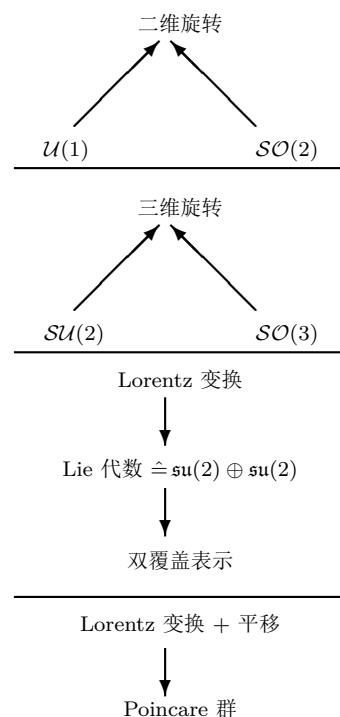 二维旋转
U(1) SO(2)
三维旋转
SU(2) SO(3)
Lorentz 变换
Lie 代数 ≙ 𝔰𝔲(2) ⊕ 𝔰𝔲(2)
双覆盖表示
Lorentz 变换 + 平移
Poincare 群